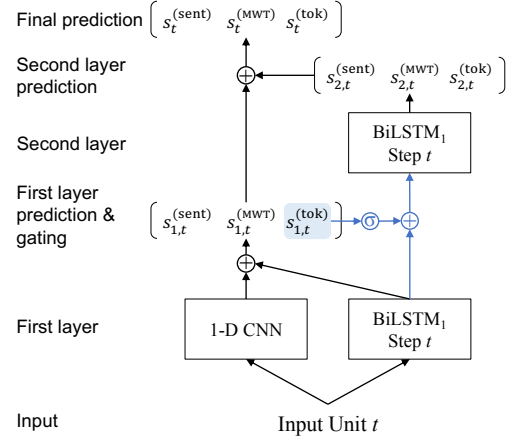 Final prediction [ s_t^(sent) s_t^(MWT) s_t^(tok) ]
Second layer prediction [ s_{2,t}^(sent) s_{2,t}^(MWT) s_{2,t}^(tok) ]
Second layer
BiLSTM₁
Step t
First layer prediction & gating [ s_{1,t}^(sent) s_{1,t}^(MWT) s_{1,t}^(tok) ] σ
First layer
1-D CNN
BiLSTM₁
Step t
Input
Input Unit t